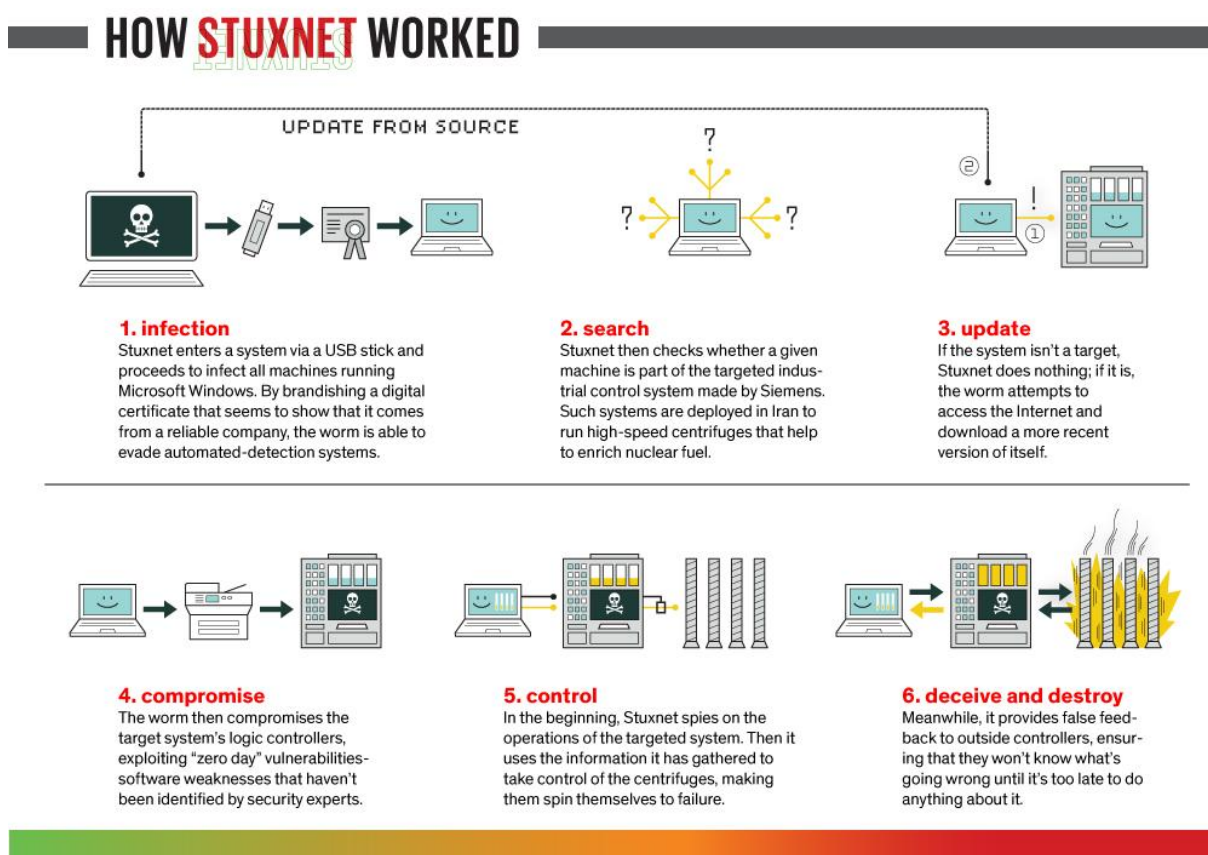 HOW STUXNET WORKED
STUXNET
UPDATE FROM SOURCE
?
?
?
2
!
1
1. infection
Stuxnet enters a system via a USB stick and
proceeds to infect all machines running
Microsoft Windows. By brandishing a digital
certificate that seems to show that it comes
from a reliable company, the worm is able to
evade automated-detection systems.
2. search
Stuxnet then checks whether a given
machine is part of the targeted indus-
trial control system made by Siemens.
Such systems are deployed in Iran to
run high-speed centrifuges that help
to enrich nuclear fuel.
3. update
If the system isn’t a target,
Stuxnet does nothing; if it is,
the worm attempts to
access the Internet and
download a more recent
version of itself.
4. compromise
The worm then compromises the
target system’s logic controllers,
exploiting “zero day” vulnerabilities-
software weaknesses that haven’t
been identified by security experts.
5. control
In the beginning, Stuxnet spies on the
operations of the targeted system. Then it
uses the information it has gathered to
take control of the centrifuges, making
them spin themselves to failure.
6. deceive and destroy
Meanwhile, it provides false feed-
back to outside controllers, ensur-
ing that they won’t know what’s
going wrong until it’s too late to do
anything about it.